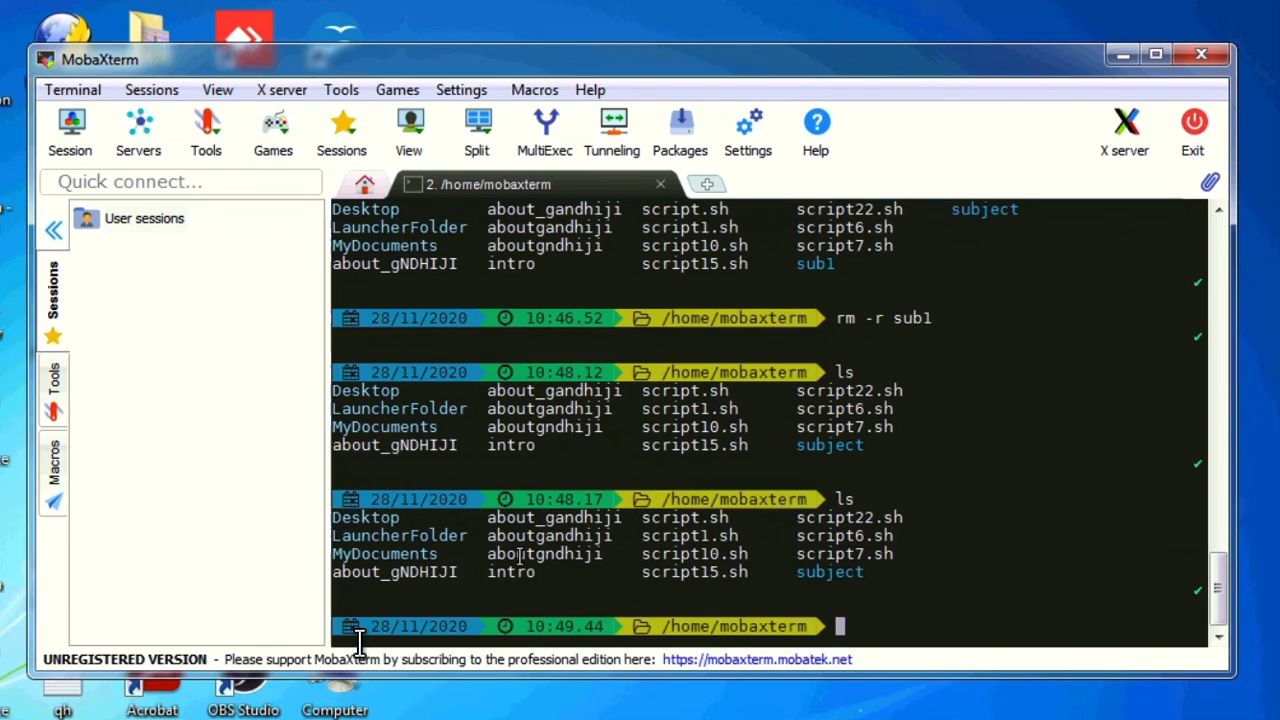 MobaXterm
Terminal Sessions View X server Tools Games Settings Macros Help
Session Servers Tools Games Sessions View Split MultiExec Tunneling Packages Settings Help X server Exit
Quick connect...
2. /home/mobaxterm
User sessions
Sessions
Tools
Macros
Desktop about_gandhiji script.sh script22.sh subject
LauncherFolder aboutgandhiji script1.sh script6.sh
MyDocuments aboutgndhiji script10.sh script7.sh
about_gNDHIJI intro script15.sh sub1
28/11/2020 10:46.52 /home/mobaxterm rm -r sub1
28/11/2020 10:48.12 /home/mobaxterm ls
Desktop about_gandhiji script.sh script22.sh
LauncherFolder aboutgandhiji script1.sh script6.sh
MyDocuments aboutgndhiji script10.sh script7.sh
about_gNDHIJI intro script15.sh subject
28/11/2020 10:48.17 /home/mobaxterm ls
Desktop about_gandhiji script.sh script22.sh
LauncherFolder aboutgandhiji script1.sh script6.sh
MyDocuments aboutgndhiji script10.sh script7.sh
about_gNDHIJI intro script15.sh subject
28/11/2020 10:49.44 /home/mobaxterm
UNREGISTERED VERSION - Please support MobaXterm by subscribing to the professional edition here: https://mobaxterm.mobatek.net
qh Acrobat OBS Studio Computer